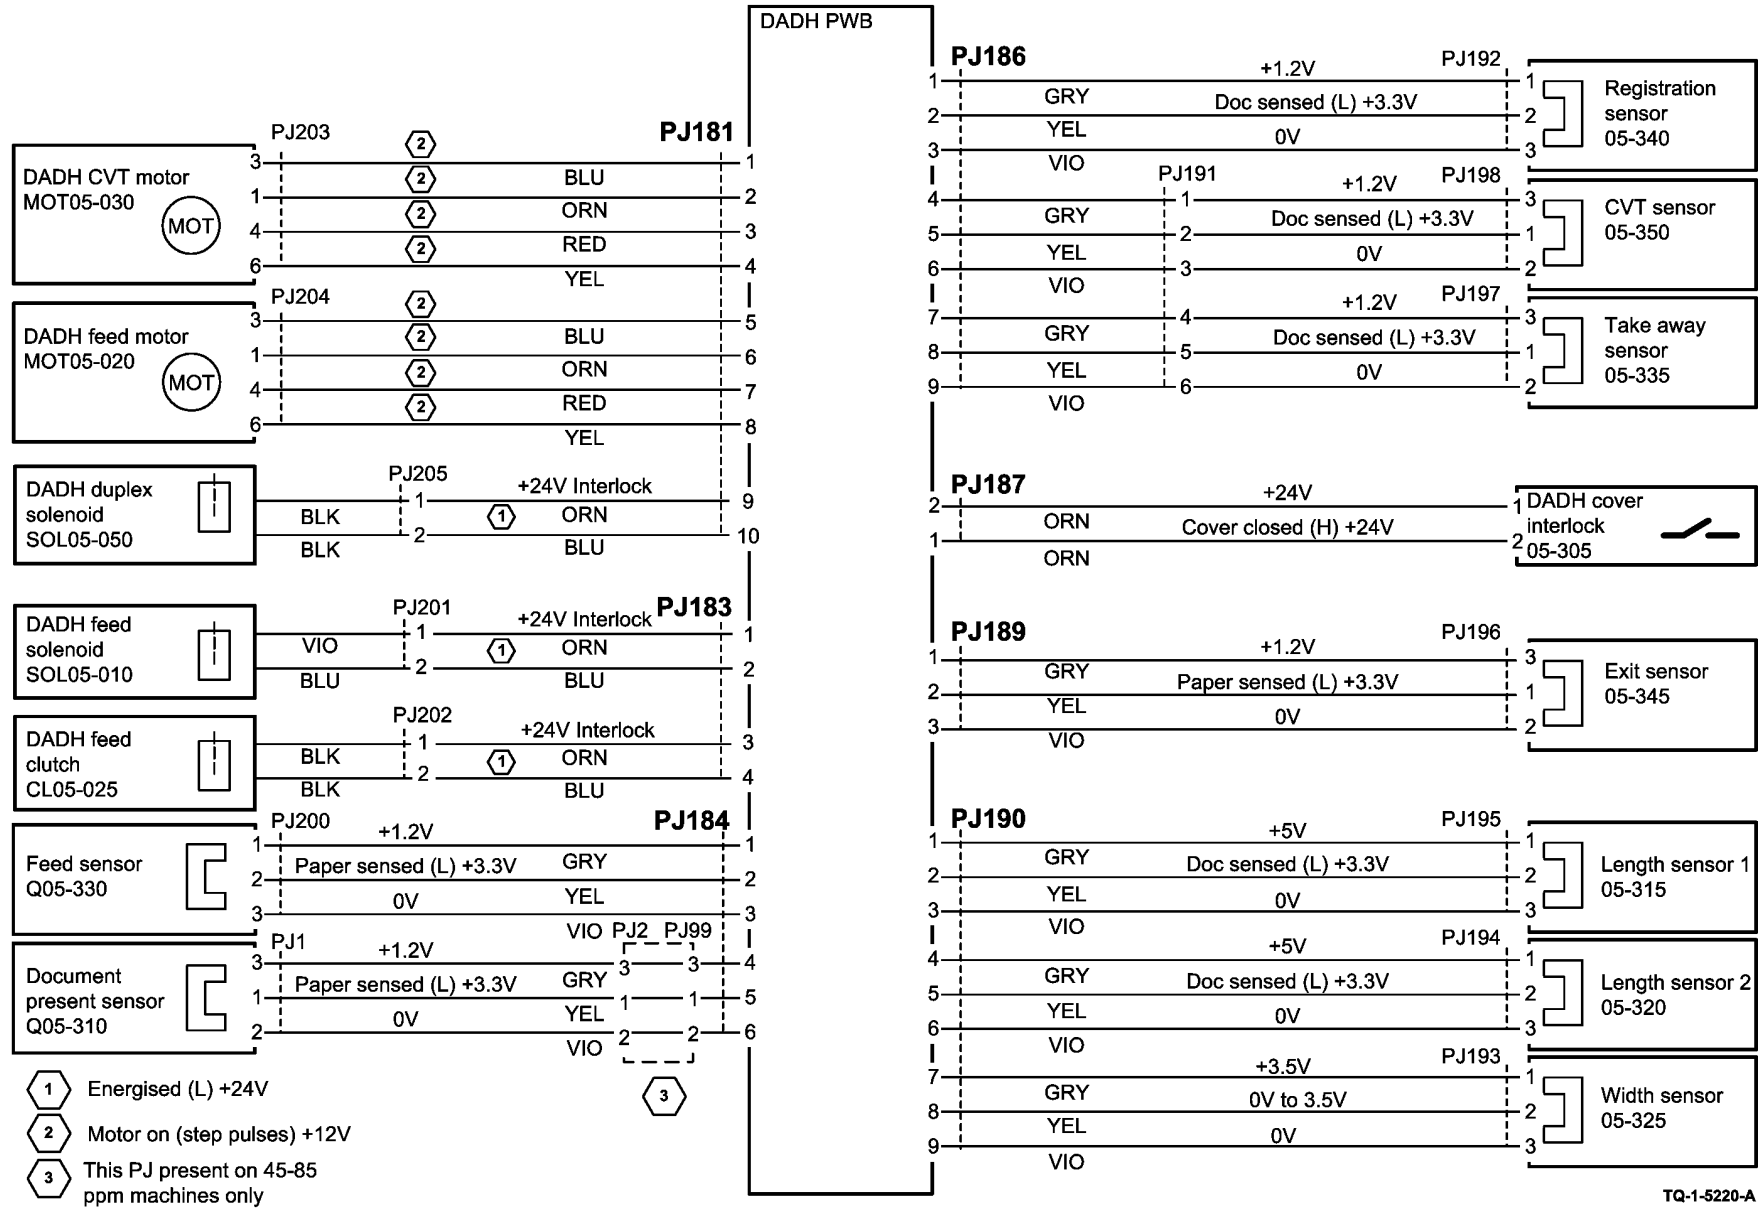 DADH PWB
PJ203
PJ181
DADH CVT motor
MOT05-030
MOT
3
2
1
BLU
1
2
2
ORN
4
2
3
RED
6
2
4
YEL
PJ204
DADH feed motor
MOT05-020
MOT
3
2
5
BLU
1
2
6
ORN
4
2
7
RED
6
2
8
YEL
PJ205
DADH duplex
solenoid
SOL05-050
1
+24V Interlock
9
BLK
1
ORN
2
10
BLK
BLU
PJ201
PJ183
DADH feed
solenoid
SOL05-010
1
+24V Interlock
1
VIO
1
ORN
2
2
BLU
BLU
PJ202
DADH feed
clutch
CL05-025
1
+24V Interlock
3
BLK
1
ORN
2
4
BLK
BLU
PJ200
PJ184
Feed sensor
Q05-330
1
+1.2V
1
GRY
2
Paper sensed (L) +3.3V
2
YEL
3
0V
3
VIO
PJ1
PJ2
PJ99
Document
present sensor
Q05-310
3
+1.2V
3
3
4
GRY
1
Paper sensed (L) +3.3V
1
1
5
YEL
2
0V
2
2
6
VIO
3
1
Energised (L) +24V
2
Motor on (step pulses) +12V
3
This PJ present on 45-85
ppm machines only
PJ186
PJ192
1
+1.2V
1
GRY
2
Doc sensed (L) +3.3V
2
YEL
3
0V
3
VIO
Registration
sensor
05-340
PJ191
PJ198
4
1
+1.2V
3
GRY
5
2
Doc sensed (L) +3.3V
1
YEL
6
3
0V
2
VIO
CVT sensor
05-350
PJ197
7
4
+1.2V
3
GRY
8
5
Doc sensed (L) +3.3V
1
YEL
9
6
0V
2
VIO
Take away
sensor
05-335
PJ187
2
+24V
1
ORN
1
Cover closed (H) +24V
2
ORN
DADH cover
interlock
05-305
PJ189
PJ196
1
+1.2V
3
GRY
2
Paper sensed (L) +3.3V
1
YEL
3
0V
2
VIO
Exit sensor
05-345
PJ190
PJ195
1
+5V
1
GRY
2
Doc sensed (L) +3.3V
2
YEL
3
0V
3
VIO
Length sensor 1
05-315
PJ194
4
+5V
1
GRY
5
Doc sensed (L) +3.3V
2
YEL
6
0V
3
VIO
Length sensor 2
05-320
PJ193
7
+3.5V
1
GRY
8
0V to 3.5V
2
YEL
9
0V
3
VIO
Width sensor
05-325
TQ-1-5220-A